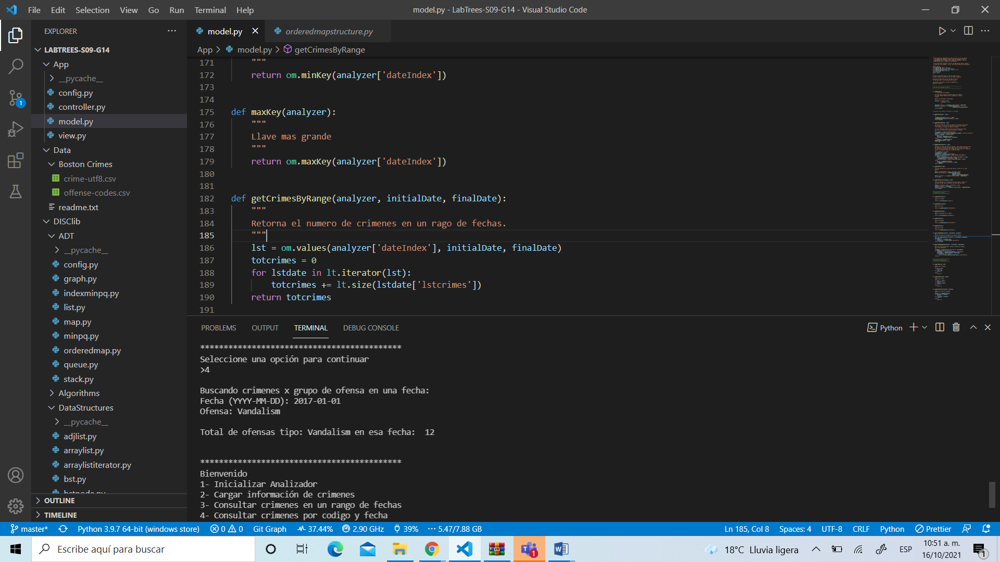 File Edit Selection View Go Run Terminal Help
model.py - LabTrees-S09-G14 - Visual Studio Code
EXPLORER
model.py
orderedmapstructure.py
App > model.py > getCrimesByRange
LABTREES-S09-G14
App
__pycache__
config.py
controller.py
model.py
view.py
Data
Boston Crimes
crime-utf8.csv
offense-codes.csv
readme.txt
DISClib
ADT
__pycache__
config.py
graph.py
indexminpq.py
list.py
map.py
minpq.py
orderedmap.py
queue.py
stack.py
Algorithms
DataStructures
__pycache__
adjlist.py
arraylist.py
arraylistiterator.py
bst.py
bstnode.py
OUTLINE
TIMELINE
1
171 """
172 return om.minKey(analyzer['dateIndex'])
173
174
175 def maxKey(analyzer):
176 """
177 Llave mas grande
178 """
179 return om.maxKey(analyzer['dateIndex'])
180
181
182 def getCrimesByRange(analyzer, initialDate, finalDate):
183 """
184 Retorna el numero de crimenes en un rago de fechas.
185 """
186 lst = om.values(analyzer['dateIndex'], initialDate, finalDate)
187 totcrimes = 0
188 for lstdate in lt.iterator(lst):
189 totcrimes += lt.size(lstdate['lstcrimes'])
190 return totcrimes
191
PROBLEMS OUTPUT TERMINAL DEBUG CONSOLE
Python
*******************************************
Seleccione una opción para continuar
>4
Buscando crimenes x grupo de ofensa en una fecha:
Fecha (YYYY-MM-DD): 2017-01-01
Ofensa: Vandalism
Total de ofensas tipo: Vandalism en esa fecha:  12
*******************************************
Bienvenido
1- Inicializar Analizador
2- Cargar información de crimenes
3- Consultar crimenes en un rango de fechas
4- Consultar crimenes por codigo y fecha
master* Python 3.9.7 64-bit (windows store) 0 0 Git Graph 37.44% 2.90 GHz 39% 5.47/7.88 GB
Ln 185, Col 8 Spaces: 4 UTF-8 CRLF Python Prettier
Escribe aquí para buscar
1
18°C Lluvia ligera
ESP
10:51 a. m.
16/10/2021
1